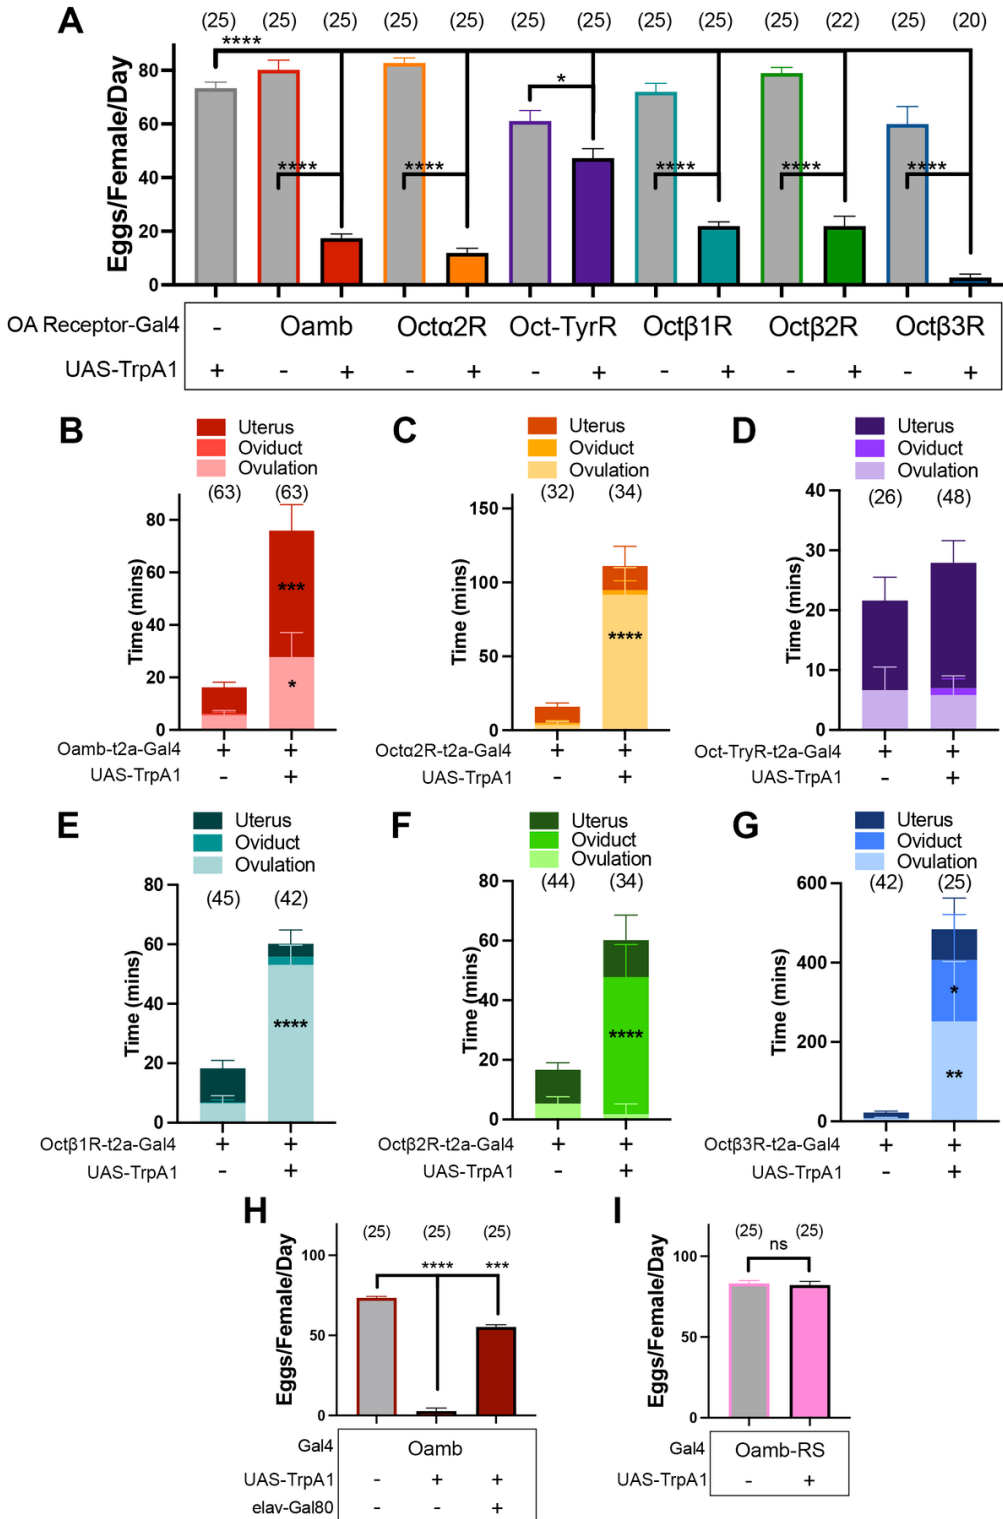 A
(25) (25) (25) (25) (25) (25) (25) (25) (25) (25) (22) (25) (20)
****
*
**** **** **** **** ****
Eggs/Female/Day
80
60
40
20
0
OA Receptor-Gal4 - Oamb Octα2R Oct-TyrR Octβ1R Octβ2R Octβ3R
UAS-TrpA1 + - + - + - + - + - + - +
B
Uterus
Oviduct
Ovulation
(63) (63)
Time (mins)
80
60
40
20
0
***
*
Oamb-t2a-Gal4 + +
UAS-TrpA1 - +
C
Uterus
Oviduct
Ovulation
(32) (34)
Time (mins)
150
100
50
0
****
Octα2R-t2a-Gal4 + +
UAS-TrpA1 - +
D
Uterus
Oviduct
Ovulation
(26) (48)
Time (mins)
40
30
20
10
0
Oct-TryR-t2a-Gal4 + +
UAS-TrpA1 - +
E
Uterus
Oviduct
Ovulation
(45) (42)
Time (mins)
80
60
40
20
0
****
Octβ1R-t2a-Gal4 + +
UAS-TrpA1 - +
F
Uterus
Oviduct
Ovulation
(44) (34)
Time (mins)
80
60
40
20
0
****
Octβ2R-t2a-Gal4 + +
UAS-TrpA1 - +
G
Uterus
Oviduct
Ovulation
(42) (25)
Time (mins)
600
400
200
0
*
**
Octβ3R-t2a-Gal4 + +
UAS-TrpA1 - +
H
(25) (25) (25)
**** ***
Eggs/Female/Day
100
50
0
Gal4 Oamb
UAS-TrpA1 - + +
elav-Gal80 - - +
I
(25) (25)
ns
Eggs/Female/Day
100
50
0
Gal4 Oamb-RS
UAS-TrpA1 - +